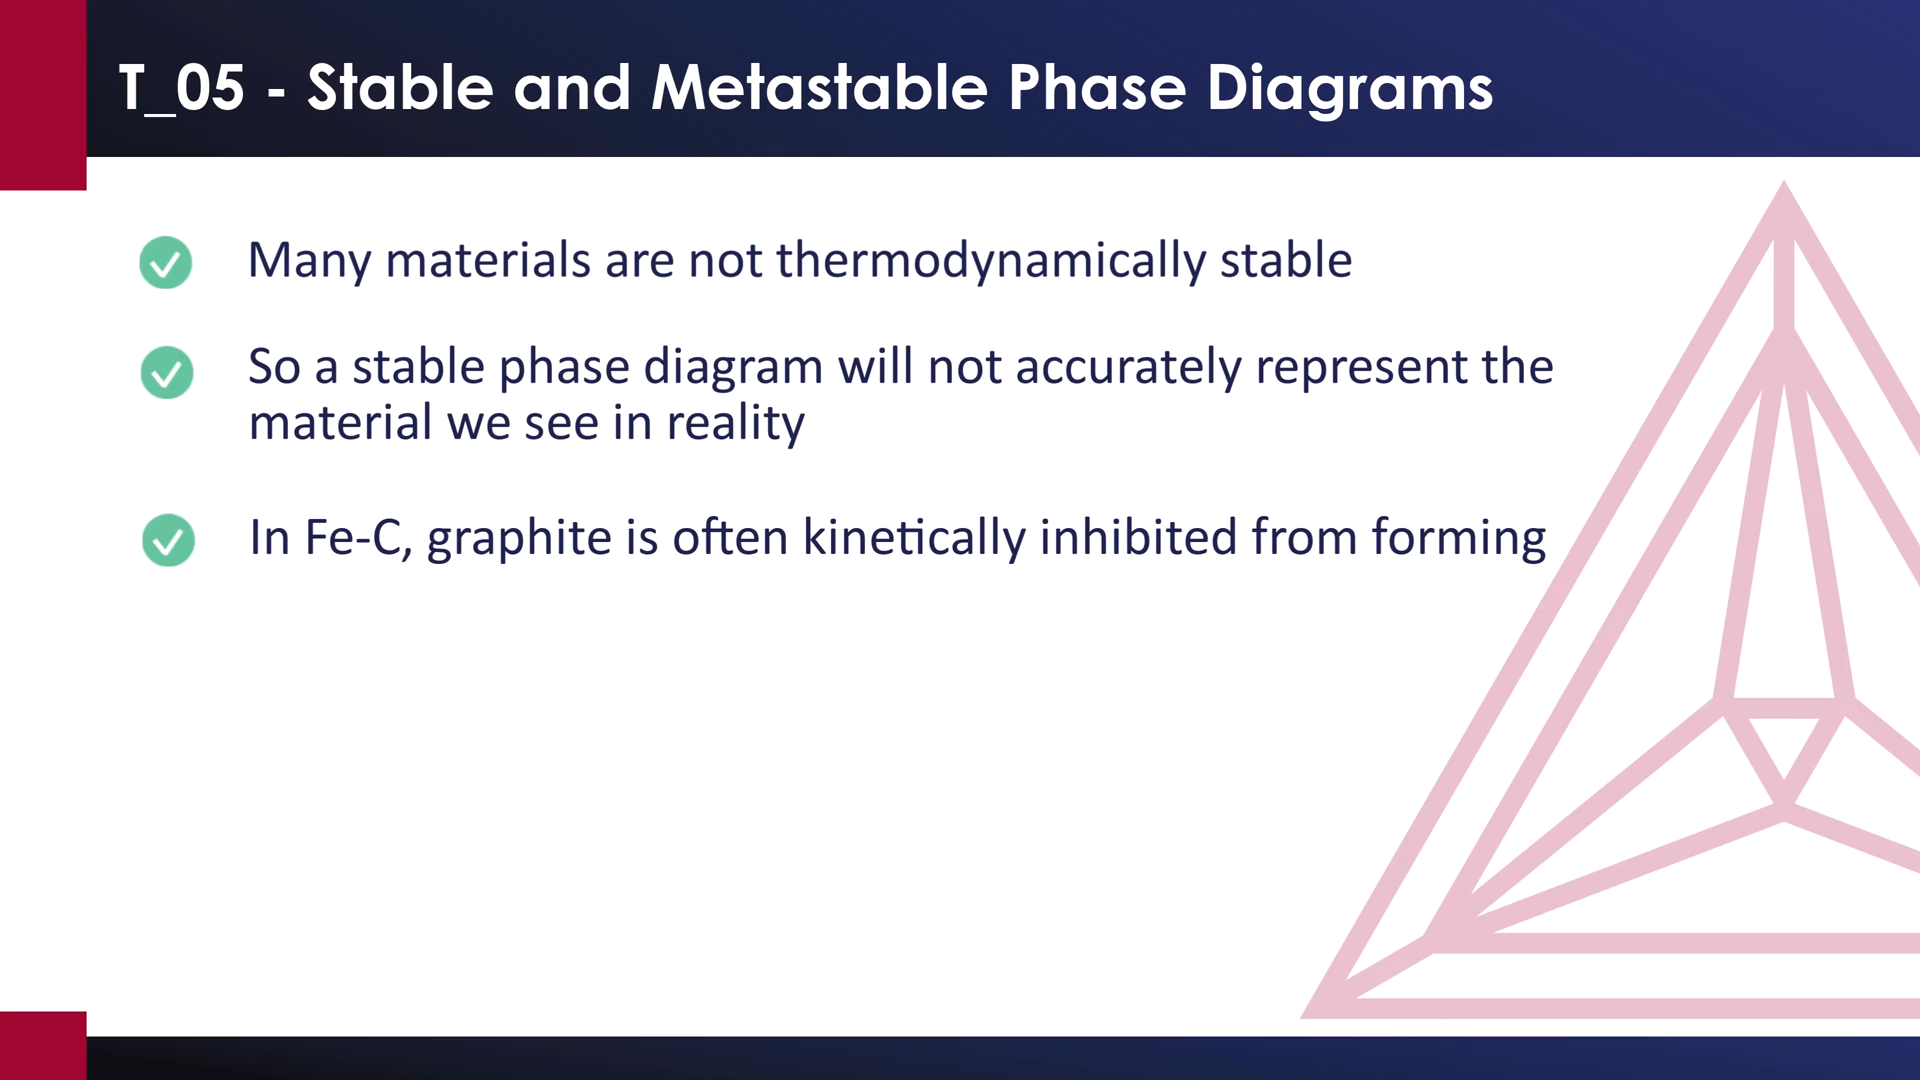 T_05 - Stable and Metastable Phase Diagrams
Many materials are not thermodynamically stable
So a stable phase diagram will not accurately represent the
material we see in reality
In Fe-C, graphite is often kinetically inhibited from forming